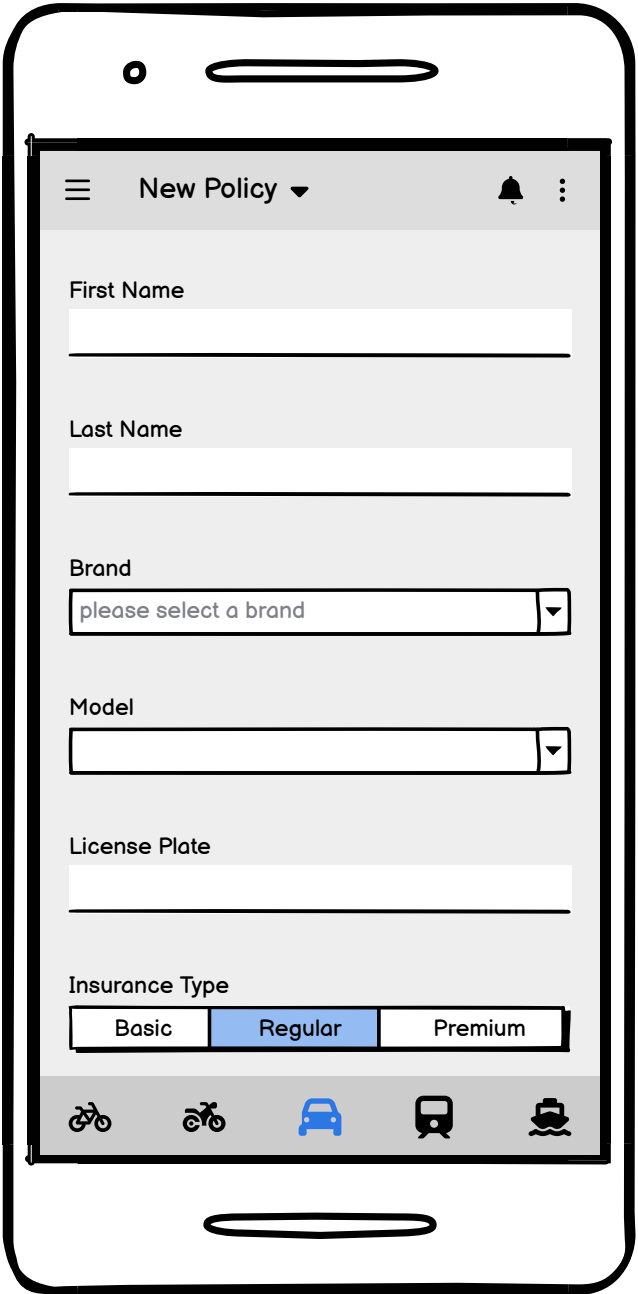 New Policy
First Name
Last Name
Brand
please select a brand
Model
License Plate
Insurance Type
Basic Regular Premium